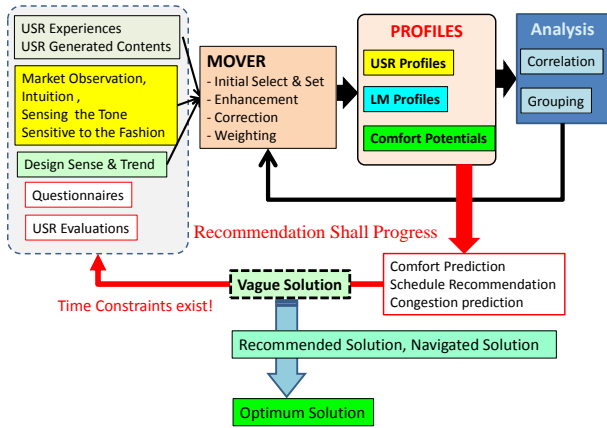 USR Experiences
USR Generated Contents
Market Observation,
Intuition ,
Sensing the Tone
Sensitive to the Fashion
Design Sense & Trend
Questionnaires
USR Evaluations
MOVER
- Initial Select & Set
- Enhancement
- Correction
- Weighting
PROFILES
USR Profiles
LM Profiles
Comfort Potentials
Analysis
Correlation
Grouping
Recommendation Shall Progress
Comfort Prediction
Schedule Recommendation
Congestion prediction
Vague Solution
Time Constraints exist!
Recommended Solution, Navigated Solution
Optimum Solution